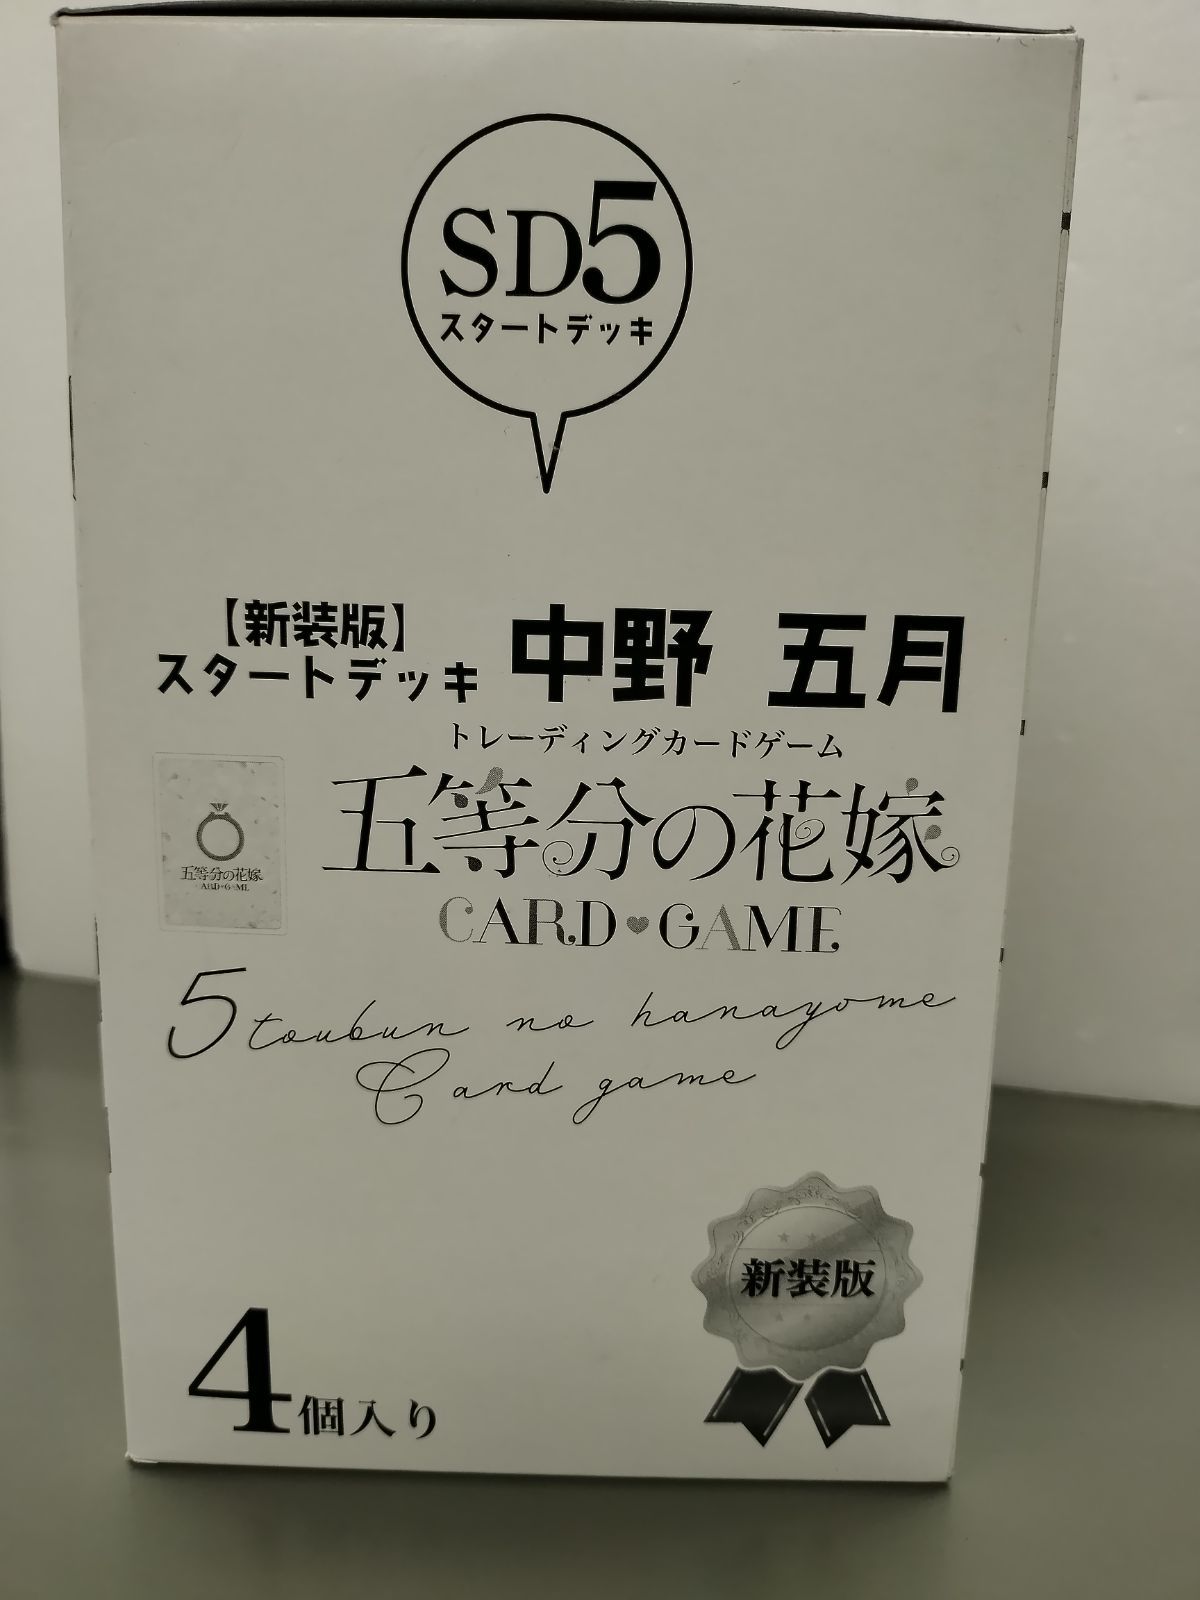 SD5
スタートデッキ
【新装版】
スタートデッキ 中野 五月
トレーディングカードゲーム
五等分の花嫁
CARD GAME
五等分の花嫁
CARD GAME
5toubun no hanayome
Card game
新装版
4個入り